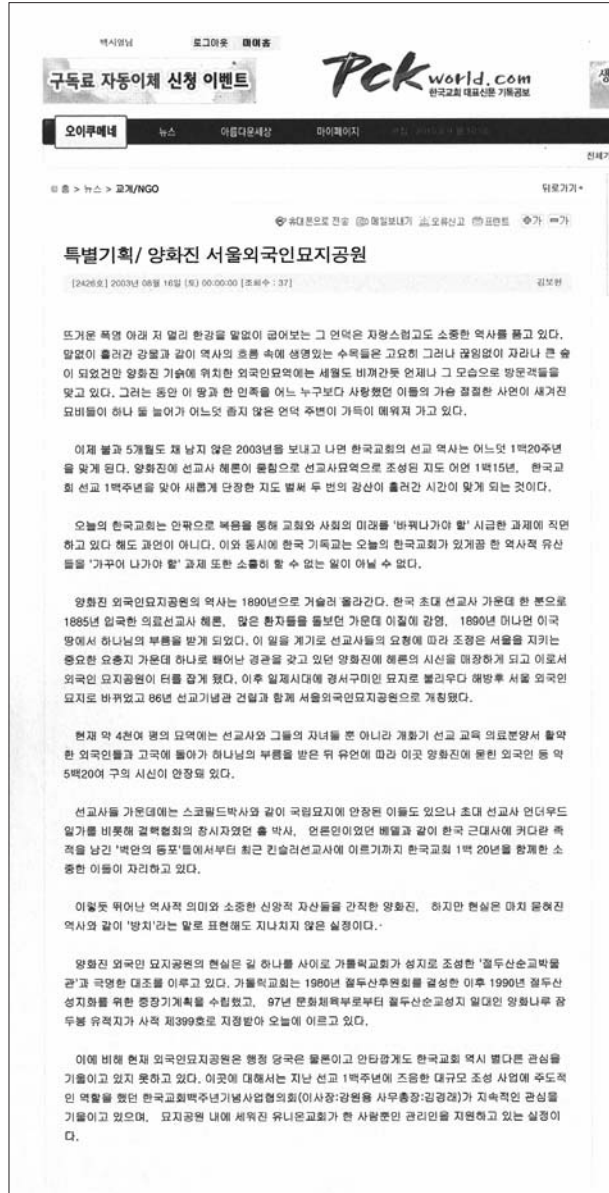 백시영님 로그아웃 마이홈
구독료 자동이체 신청 이벤트
Pckworld.com
한국교회 대표신문 기독공보
생
오이쿠메네 뉴스 아름다운세상 마이페이지
전세기
홈 > 뉴스 > 교계/NGO 뒤로가기
휴대폰으로 전송 메일보내기 오류신고 프린트 가 가
특별기획/ 양화진 서울외국인묘지공원
[2426호] 2003년 08월 16일 (토) 00:00:00 [조회수 : 37] 김보현
뜨거운 폭염 아래 저 멀리 한강을 말없이 굽어보는 그 언덕은 자랑스럽고도 소중한 역사를 품고 있다.
말없이 흘러간 강물과 같이 역사의 흐름 속에 생명있는 수목들은 고요히 그러나 끊임없이 자라나 큰 숲
이 되었건만 양화진 기슭에 위치한 외국인묘역에는 세월도 비껴간듯 언제나 그 모습으로 방문객들을
맞고 있다. 그러는 동안 이 땅과 한 민족을 어느 누구보다 사랑했던 이들의 가슴 절절한 사연이 새겨진
묘비들이 하나 둘 늘어가 어느덧 좁지 않은 언덕 주변이 가득이 메워져 가고 있다.
이제 불과 5개월도 채 남지 않은 2003년을 보내고 나면 한국교회의 선교 역사는 어느덧 1백20주년
을 맞게 된다. 양화진에 선교사 헤론이 묻힘으로 선교사묘역으로 조성된 지도 어언 1백15년, 한국교
회 선교 1백주년을 맞아 새롭게 단장한 지도 벌써 두 번의 강산이 흘러간 시간이 맞게 되는 것이다.
오늘의 한국교회는 안팎으로 복음을 통해 교회와 사회의 미래를 '바꿔나가야 할' 시급한 과제에 직면
하고 있다 해도 과언이 아니다. 이와 동시에 한국 기독교는 오늘의 한국교회가 있게끔 한 역사적 유산
들을 '가꾸어 나가야 할' 과제 또한 소홀히 할 수 없는 일이 아닐 수 없다.
양화진 외국인묘지공원의 역사는 1890년으로 거슬러 올라간다. 한국 초대 선교사 가운데 한 분으로
1885년 입국한 의료선교사 헤론, 많은 환자들을 돌보던 가운데 이질에 감염, 1890년 머나먼 이국
땅에서 하나님의 부름을 받게 되었다. 이 일을 계기로 선교사들의 요청에 따라 조정은 서울을 지키는
중요한 요충지 가운데 하나로 빼어난 경관을 갖고 있던 양화진에 헤론의 시신을 매장하게 되고 이로서
외국인 묘지공원이 터를 잡게 됐다. 이후 일제시대에 경서구미인 묘지로 불리우다 해방후 서울 외국인
묘지로 바뀌었고 86년 선교기념관 건립과 함께 서울외국인묘지공원으로 개칭됐다.
현재 약 4천여 평의 묘역에는 선교사와 그들의 자녀들 뿐 아니라 개화기 선교 교육 의료분양서 활약
한 외국인들과 고국에 돌아가 하나님의 부름을 받은 뒤 유언에 따라 이곳 양화진에 묻힌 외국인 등 약
5백20여 구의 시신이 안장돼 있다.
선교사들 가운데에는 스코필드박사와 같이 국립묘지에 안장된 이들도 있으나 초대 선교사 언더우드
일가를 비롯해 결핵협회의 창시자였던 홀 박사, 언론인이었던 베델과 같이 한국 근대사에 커다란 족
적을 남긴 '벽안의 동포'들에서부터 최근 킨슬러선교사에 이르기까지 한국교회 1백 20년을 함께한 소
중한 이들이 자리하고 있다.
이렇듯 뛰어난 역사적 의미와 소중한 신앙적 자산들을 간직한 양화진, 하지만 현실은 마치 묻혀진
역사와 같이 '방치'라는 말로 표현해도 지나치지 않은 실정이다.
양화진 외국인 묘지공원의 현실은 길 하나를 사이로 가톨릭교회가 성지로 조성한 '절두산순교박물
관'과 극명한 대조를 이루고 있다. 가톨릭교회는 1980년 절두산후원회를 결성한 이후 1990년 절두산
성지화를 위한 중장기계획을 수립했고, 97년 문화체육부로부터 절두산순교성지 일대인 양화나루 잠
두봉 유적지가 사적 제399호로 지정받아 오늘에 이르고 있다.
이에 비해 현재 외국인묘지공원은 행정 당국은 물론이고 안타깝게도 한국교회 역시 별다른 관심을
기울이고 있지 못하고 있다. 이곳에 대해서는 지난 선교 1백주년에 즈음한 대규모 조성 사업에 주도적
인 역할을 했던 한국교회백주년기념사업협의회(이사장:강원용 사무총장:김경래)가 지속적인 관심을
기울이고 있으며, 묘지공원 내에 세워진 유니온교회가 한 사람뿐인 관리인을 지원하고 있는 실정이
다.